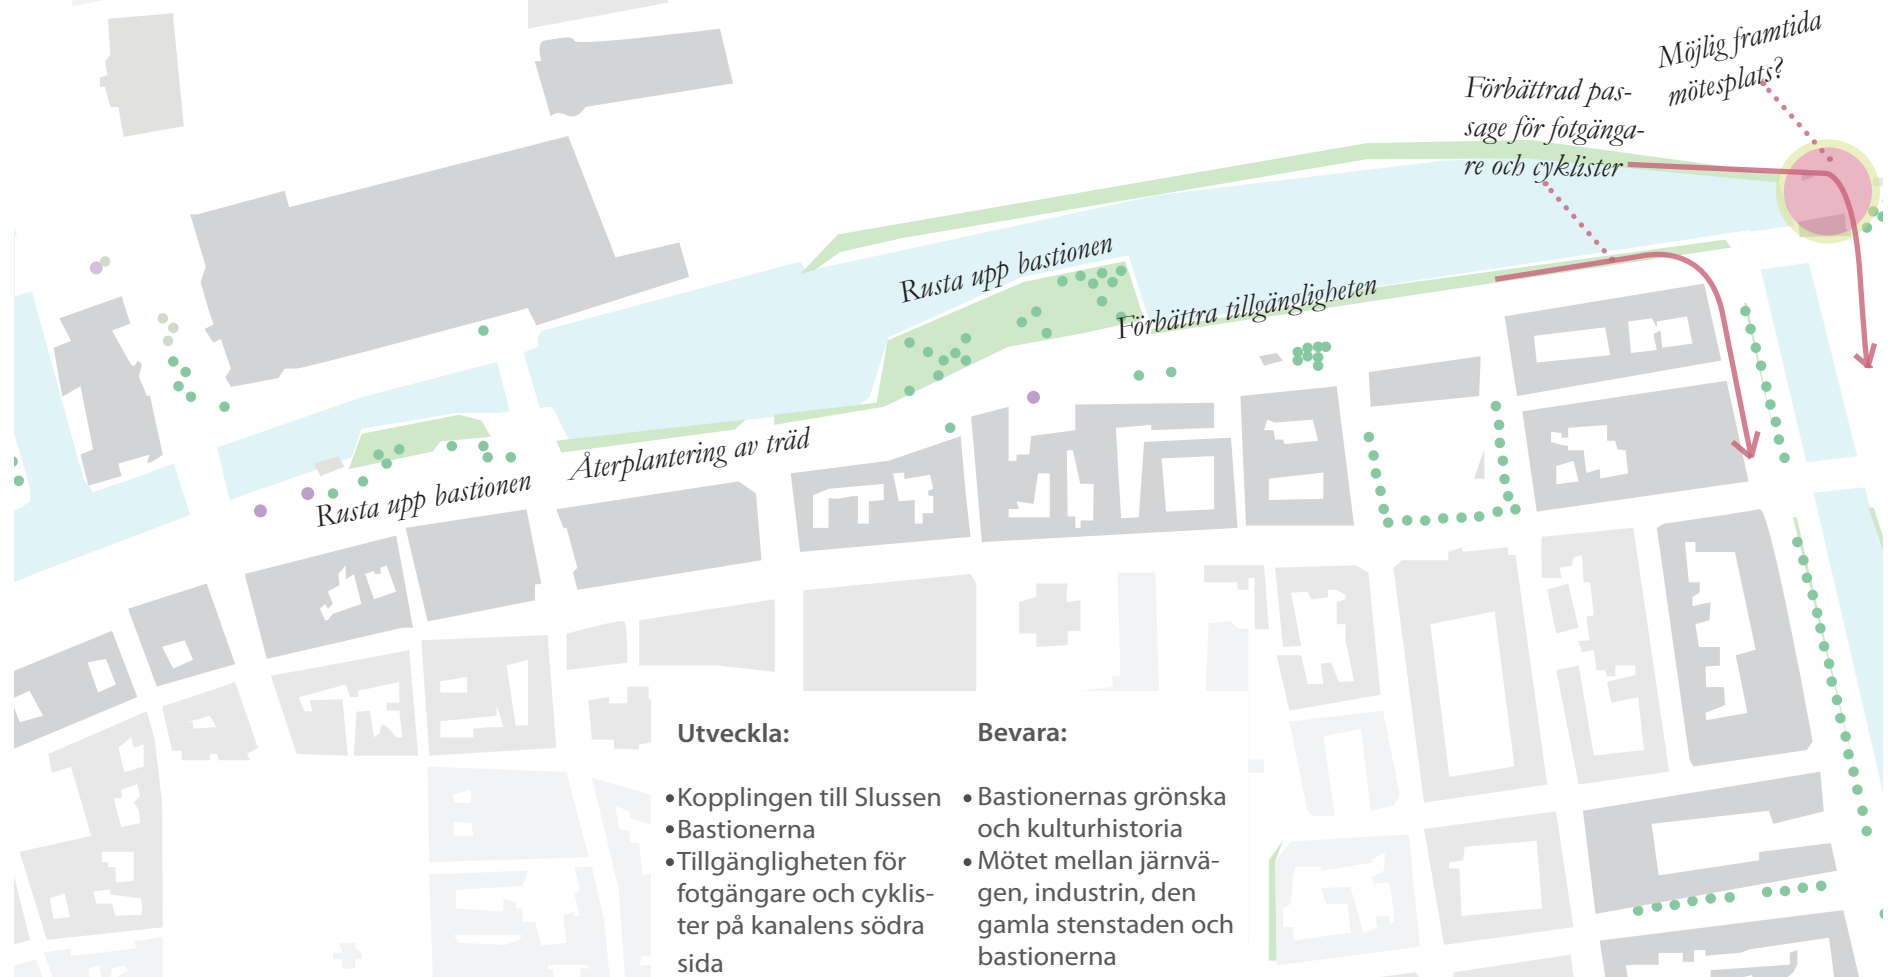 Möjlig framtida
mötesplats?
Förbättrad pas-
sage för fotgänga-
re och cyklister
Rusta upp bastionen
Förbättra tillgängligheten
Återplantering av träd
Rusta upp bastionen
Utveckla:
•Kopplingen till Slussen
•Bastionerna
•Tillgängligheten för
fotgängare och cyklis-
ter på kanalens södra
sida
Bevara:
• Bastionernas grönska
och kulturhistoria
• Mötet mellan järnvä-
gen, industrin, den
gamla stenstaden och
bastionerna